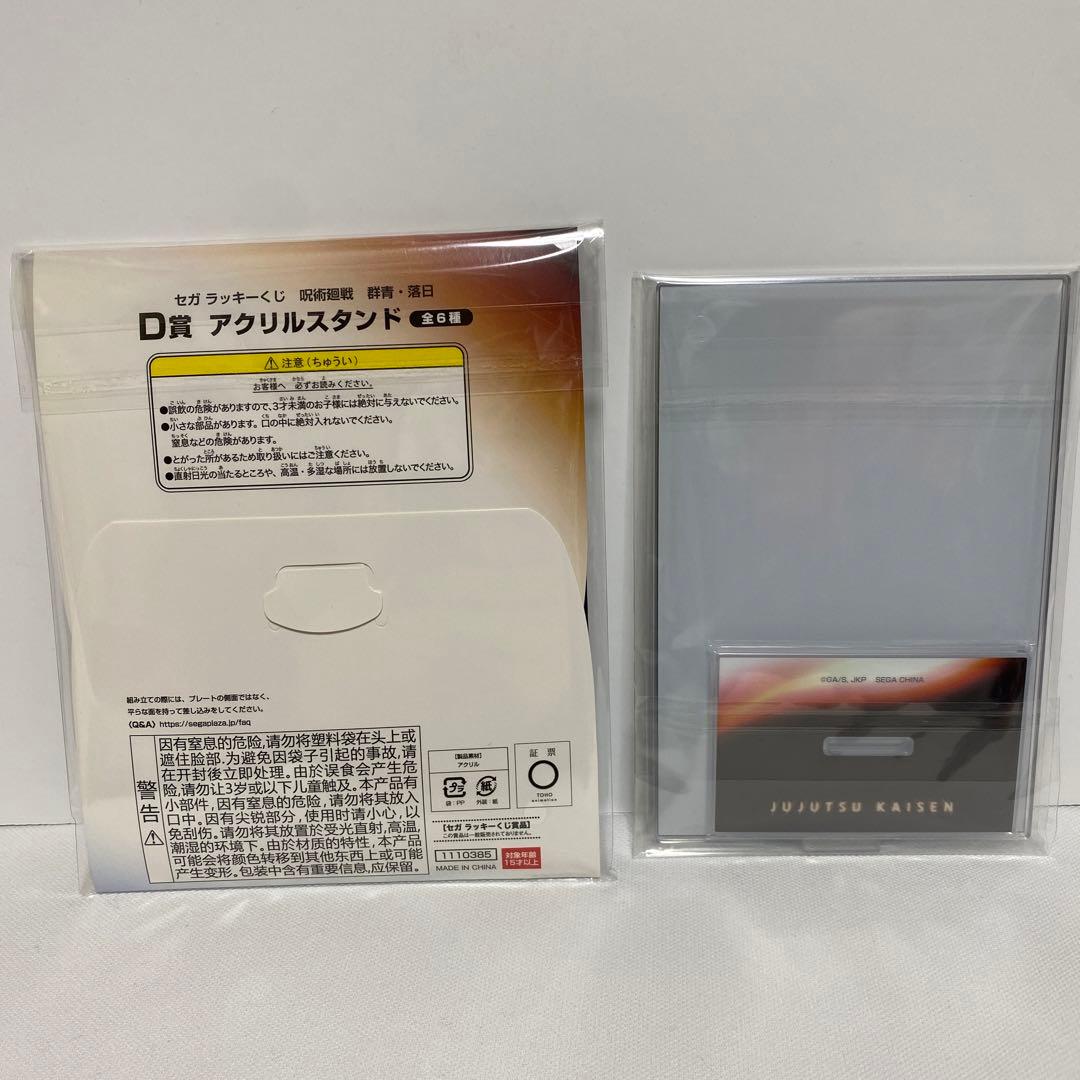 セガ ラッキーくじ 呪術廻戦 群青・落日
D賞 アクリルスタンド 全6種
注意(ちゅうい)
お客様へ 必ずお読みください。
●誤飲の危険がありますので、3才未満のお子様には絶対に与えないでください。
●小さな部品があります。口の中に絶対入れないでください。
窒息などの危険があります。
●とがった所があるため取り扱いにはご注意ください。
●直射日光の当たるところや、高温・多湿な場所には放置しないでください。
組み立ての際には、プレートの側面ではなく、
平らな面を持って差し込みをしてください。
〈Q&A〉https://segaplaza.jp/faq
警告
因有窒息的危险,请勿将塑料袋在头上或
遮住脸部.为避免因袋子引起的事故,请
在开封後立即处理。由於误食会产生危
险,请勿让3岁或以下儿童触及。本产品有
小部件,因有窒息的危险,请勿将其放入
口中。因有尖锐部分,使用时请小心,以
免刮伤。请勿将其放置於受光直射,高温,
潮湿的环境下。由於材质的特性,本产品
可能会将颜色转移到其他东西上或可能
产生变形。包装中含有重要信息,应保留。
【製品素材】
アクリル
プラ 紙
袋:PP 外装:紙
証票
TOHO
animation
【セガ ラッキーくじ賞品】
この賞品は一般販売されておりません。
1110385
対象年齢
15才以上
MADE IN CHINA
©GA/S, JKP SEGA CHINA
JUJUTSU KAISEN